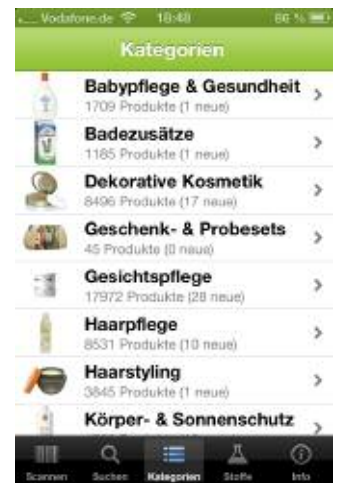 Vodafone.de 18:48 66 %
Kategorien
Babypflege & Gesundheit
1709 Produkte (1 neue)
Badezusätze
1185 Produkte (1 neue)
Dekorative Kosmetik
8496 Produkte (17 neue)
Geschenk- & Probesets
45 Produkte (0 neue)
Gesichtspflege
17972 Produkte (28 neue)
Haarpflege
8531 Produkte (10 neue)
Haarstyling
3845 Produkte (1 neue)
Körper- & Sonnenschutz
Scannen Suchen Kategorien Stoffe Info